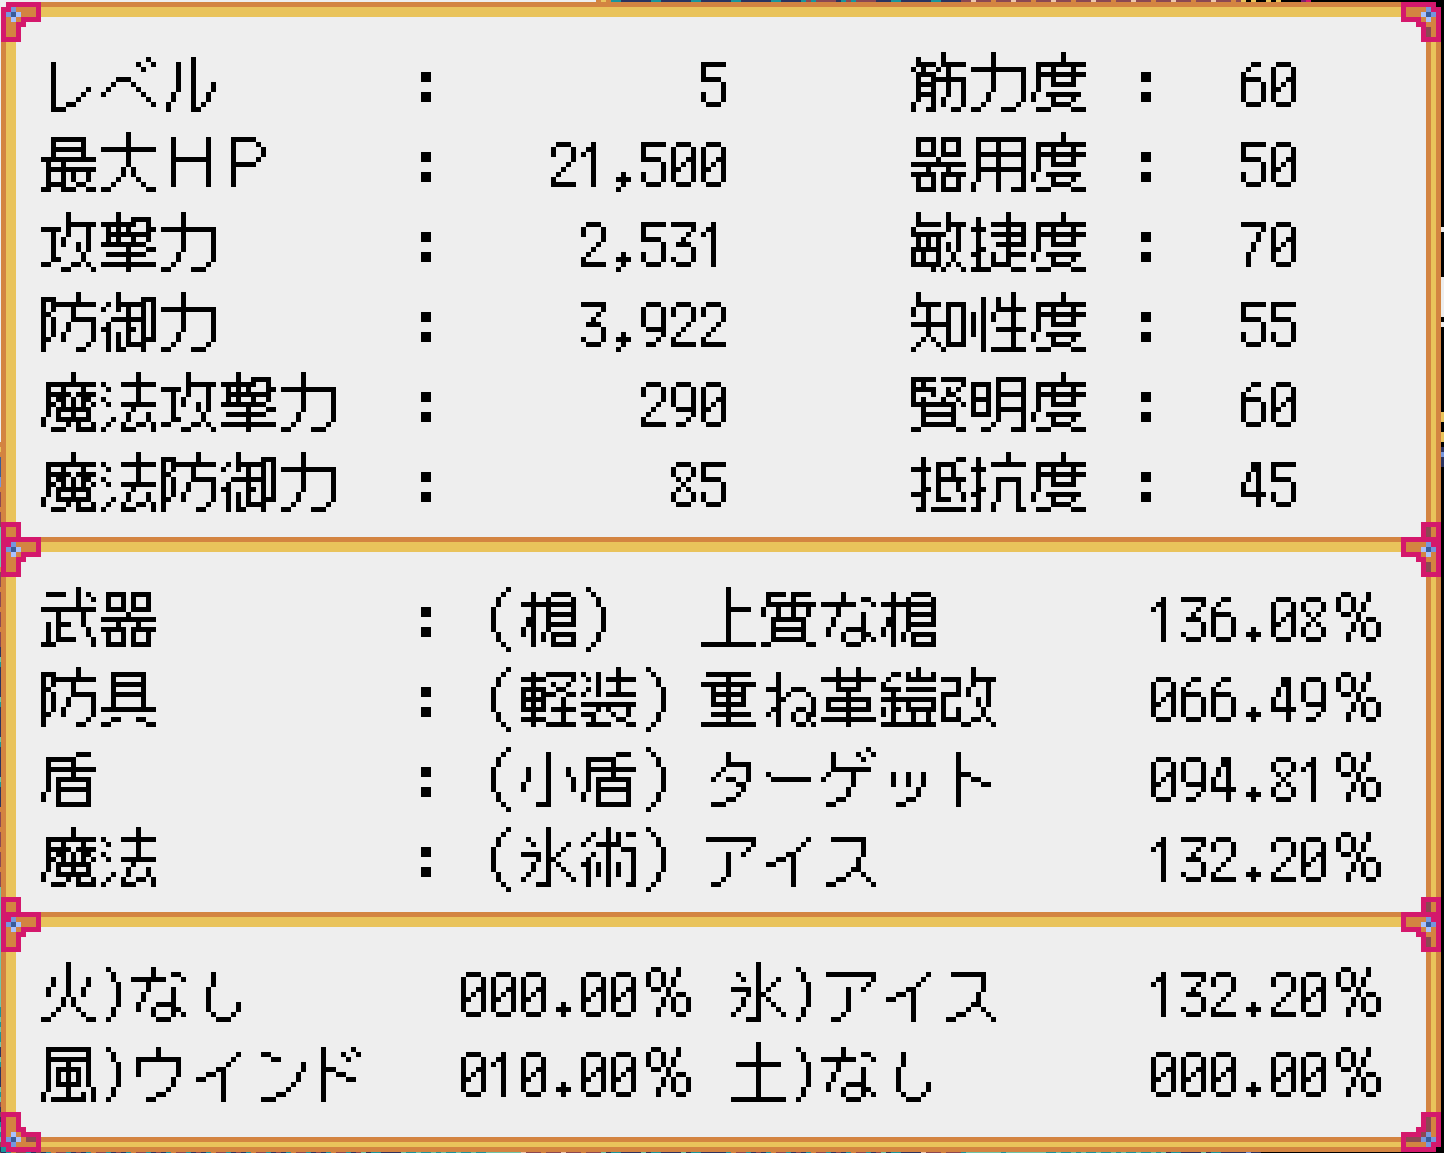 レベル : 5 筋力度 : 60
最大HP : 21,500 器用度 : 50
攻撃力 : 2,531 敏捷度 : 70
防御力 : 3,922 知性度 : 55
魔法攻撃力 : 290 賢明度 : 60
魔法防御力 : 85 抵抗度 : 45
武器 : (槍) 上質な槍 136.08%
防具 : (軽装) 重ね革鎧改 066.49%
盾 : (小盾) ターゲット 094.81%
魔法 : (氷術) アイス 132.20%
火)なし 000.00% 氷)アイス 132.20%
風)ウインド 010.00% 土)なし 000.00%